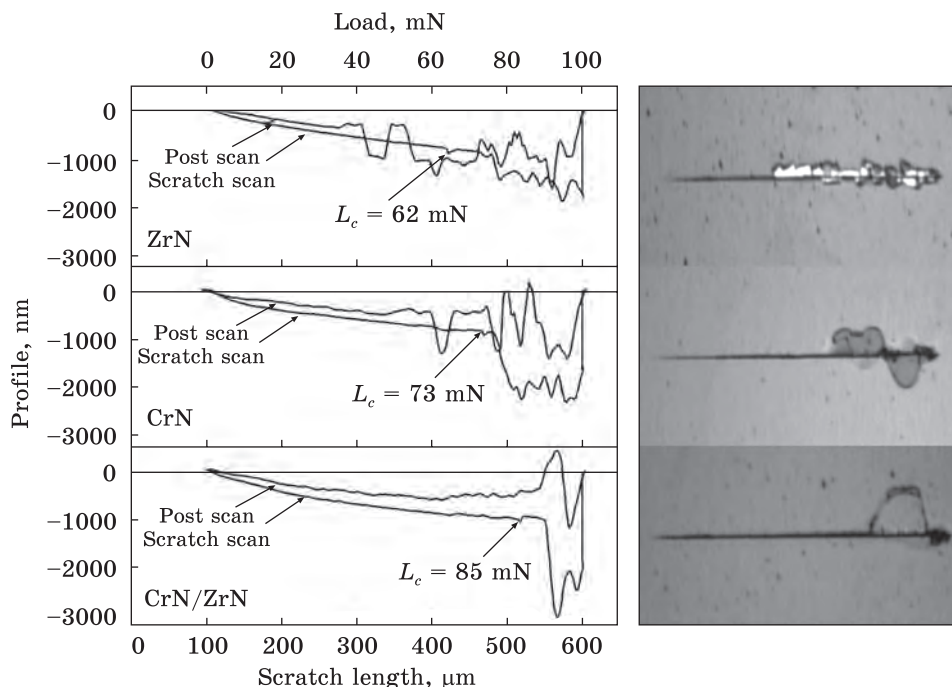 Load, mN
0 20 40 60 80 100
0
−1000
−2000
−3000
Post scan
Scratch scan
L_c = 62 mN
ZrN
0
−1000
−2000
−3000
Post scan
Scratch scan
L_c = 73 mN
CrN
0
−1000
−2000
−3000
Post scan
Scratch scan
L_c = 85 mN
CrN/ZrN
Profile, nm
0 100 200 300 400 500 600
Scratch length, μm